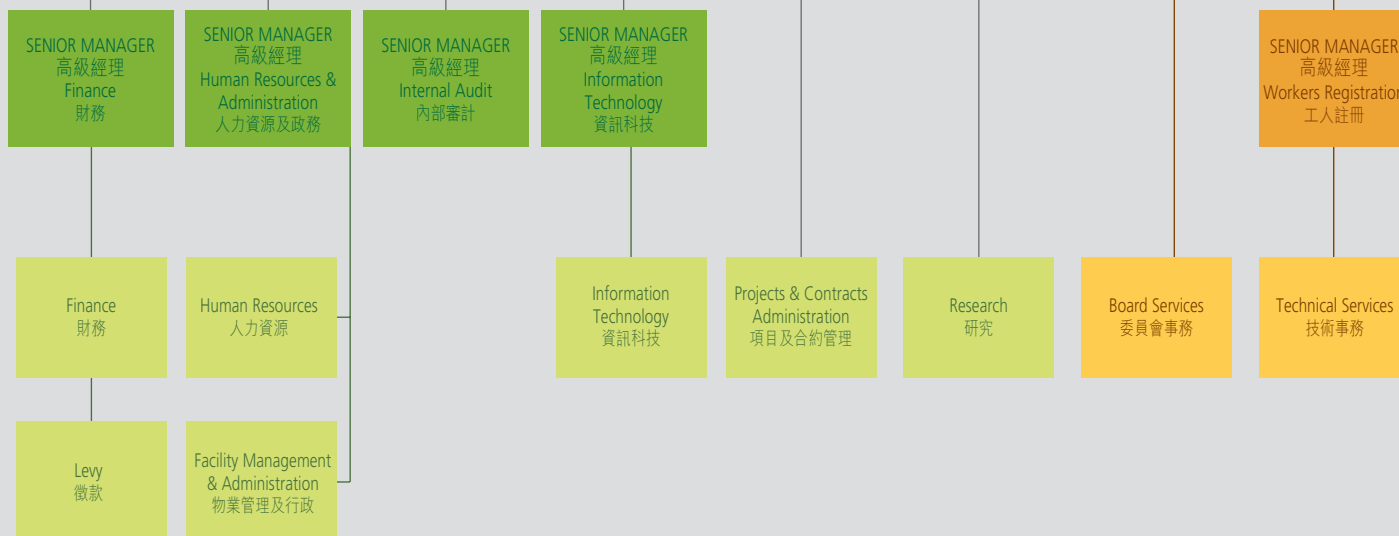 SENIOR MANAGER
高級經理
Finance
財務
SENIOR MANAGER
高級經理
Human Resources &
Administration
人力資源及政務
SENIOR MANAGER
高級經理
Internal Audit
內部審計
SENIOR MANAGER
高級經理
Information
Technology
資訊科技
SENIOR MANAGER
高級經理
Workers Registration
工人註冊
Finance
財務
Human Resources
人力資源
Information
Technology
資訊科技
Projects & Contracts
Administration
項目及合約管理
Research
研究
Board Services
委員會事務
Technical Services
技術事務
Levy
徵款
Facility Management
& Administration
物業管理及行政